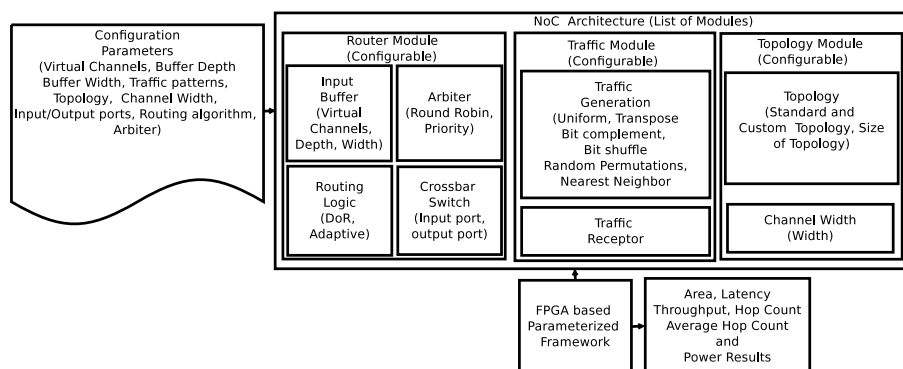 Configuration
Parameters
(Virtual Channels, Buffer Depth
Buffer Width, Traffic patterns,
Topology, Channel Width,
Input/Output ports, Routing algorithm,
Arbiter)
NoC Architecture (List of Modules)
Router Module
(Configurable)
Input
Buffer
(Virtual
Channels,
Depth, Width)
Arbiter
(Round Robin,
Priority)
Routing
Logic
(DoR,
Adaptive)
Crossbar
Switch
(Input port,
output port)
Traffic Module
(Configurable)
Traffic
Generation
(Uniform, Transpose
Bit complement,
Bit shuffle
Random Permutations,
Nearest Neighbor
Traffic
Receptor
Topology Module
(Configurable)
Topology
(Standard and
Custom Topology, Size
of Topology)
Channel Width
(Width)
FPGA based
Parameterized
Framework
Area, Latency
Throughput, Hop Count
Average Hop Count
and
Power Results